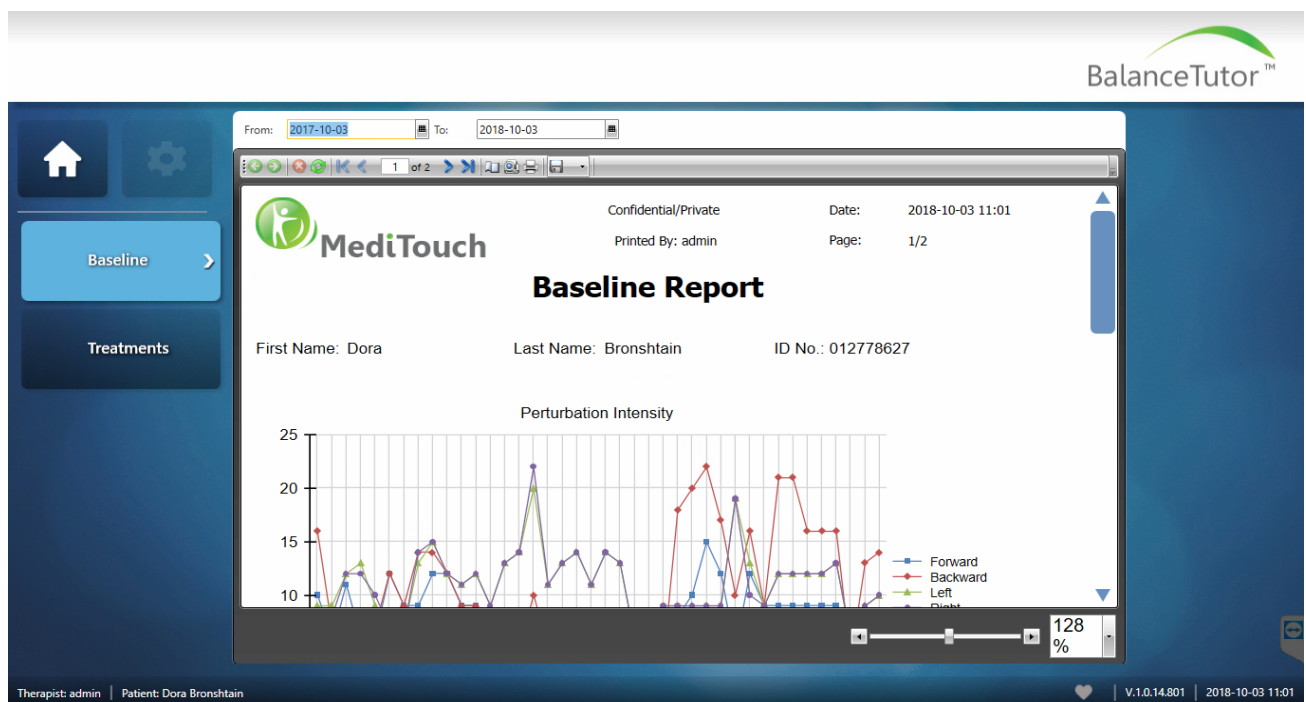 BalanceTutor™
From: 2017-10-03 To: 2018-10-03
1 of 2
MediTouch
Confidential/Private Date: 2018-10-03 11:01
Printed By: admin Page: 1/2
Baseline Report
Baseline
Treatments
First Name: Dora Last Name: Bronshtain ID No.: 012778627
Perturbation Intensity
25
20
15
10
Forward
Backward
Left
Right
128
%
Therapist: admin | Patient: Dora Bronshtain
V.1.0.14.801 | 2018-10-03 11:01